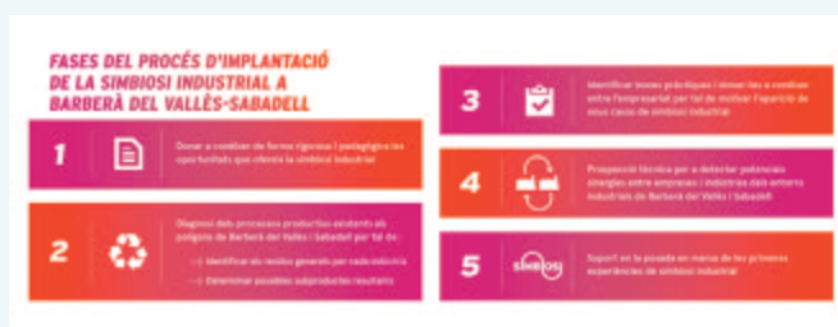 FASES DEL PROCÉS D'IMPLANTACIÓ
DE LA SIMBIOSI INDUSTRIAL A
BARBERÀ DEL VALLÈS-SABADELL
1
Donar a conèixer de forma rigorosa i pedagògica les
oportunitats que ofereix la simbiosi industrial
2
Diagnosi dels processos productius existents als
polígons de Barberà del Vallès i Sabadell per tal de:
→ Identificar els residus generats per cada indústria
→ Determinar possibles subproductes resultants
3
Identificar bones pràctiques i donar-les a conèixer
entre l'empresariat per tal de motivar l'aparició de
nous casos de simbiosi industrial
4
Prospecció tècnica per a detectar potencials
sinergies entre empreses i indústries dels entorns
industrials de Barberà del Vallès i Sabadell
5
SIMBIOSI
Suport en la posada en marxa de les primeres
experiències de simbiosi industrial